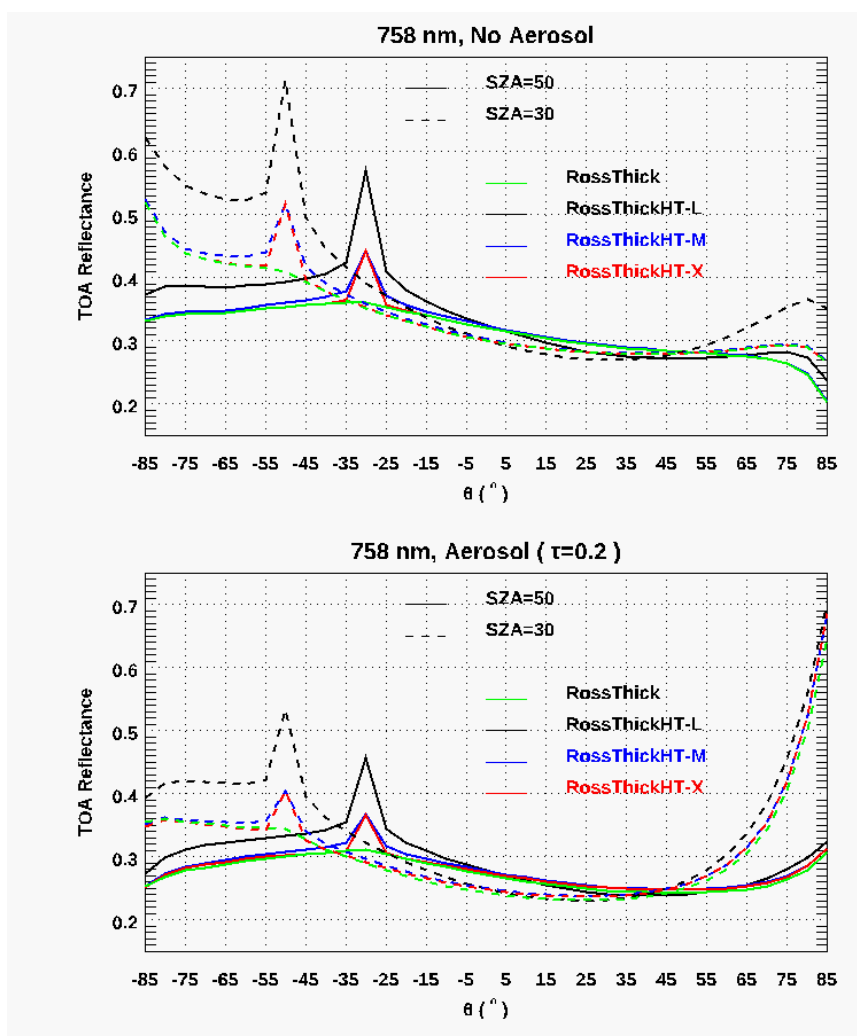 758 nm, No Aerosol
SZA=50
SZA=30
RossThick
RossThickHT-L
RossThickHT-M
RossThickHT-X
TOA Reflectance
0.7
0.6
0.5
0.4
0.3
0.2
-85 -75 -65 -55 -45 -35 -25 -15 -5 5 15 25 35 45 55 65 75 85
θ ( ° )
758 nm, Aerosol ( τ=0.2 )
SZA=50
SZA=30
RossThick
RossThickHT-L
RossThickHT-M
RossThickHT-X
TOA Reflectance
0.7
0.6
0.5
0.4
0.3
0.2
-85 -75 -65 -55 -45 -35 -25 -15 -5 5 15 25 35 45 55 65 75 85
θ ( ° )